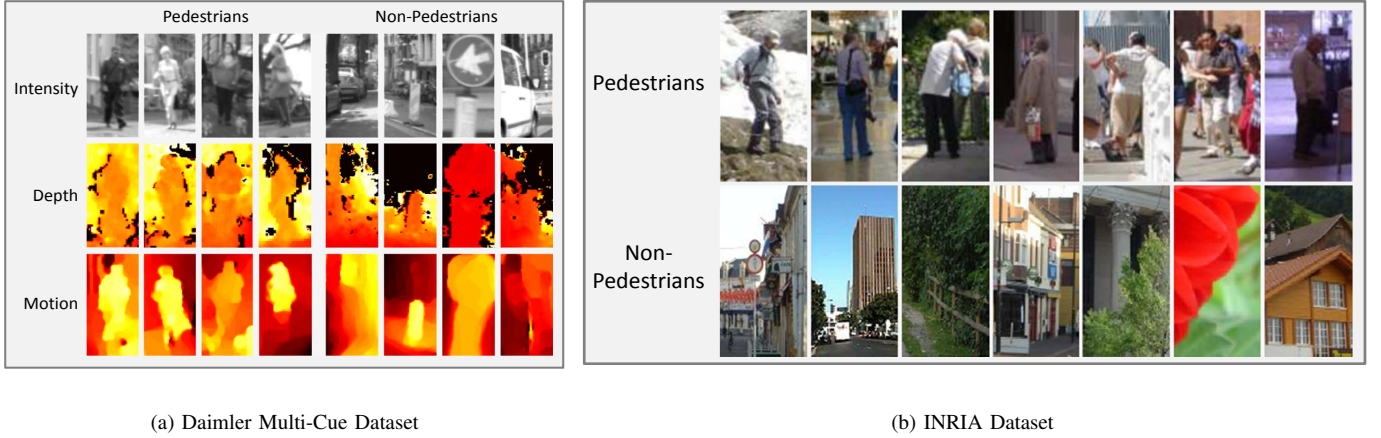 Pedestrians Non-Pedestrians
Intensity
Depth
Motion
(a) Daimler Multi-Cue Dataset
Pedestrians
Non-
Pedestrians
(b) INRIA Dataset